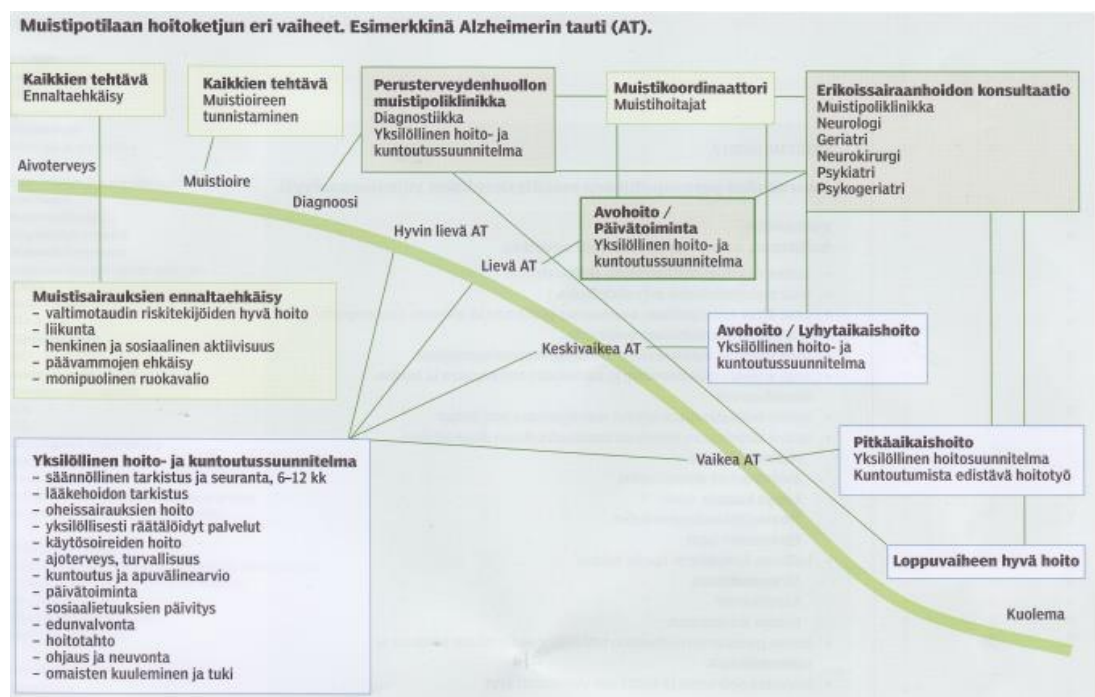 Muistipotilaan hoitoketjun eri vaiheet. Esimerkkinä Alzheimerin tauti (AT).
Kaikkien tehtävä
Ennaltaehkäisy
Kaikkien tehtävä
Muistioireen
tunnistaminen
Perusterveydenhuollon
muistipoliklinikka
Diagnostiikka
Yksilöllinen hoito- ja
kuntoutussuunnitelma
Muistikoordinaattori
Muistihoitajat
Erikoissairaanhoidon konsultaatio
Muistipoliklinikka
Neurologi
Geriatri
Neurokirurgi
Psykiatri
Psykogeriatri
Aivoterveys
Muistioire
Diagnoosi
Hyvin lievä AT
Lievä AT
Avohoito /
Päivätoiminta
Yksilöllinen hoito- ja
kuntoutussuunnitelma
Muistisairauksien ennaltaehkäisy
– valtimotaudin riskitekijöiden hyvä hoito
– liikunta
– henkinen ja sosiaalinen aktiivisuus
– päävammojen ehkäisy
– monipuolinen ruokavalio
Keskivaikea AT
Avohoito / Lyhytaikaishoito
Yksilöllinen hoito- ja
kuntoutussuunnitelma
Vaikea AT
Pitkäaikaishoito
Yksilöllinen hoitosuunnitelma
Kuntoutumista edistävä hoitotyö
Yksilöllinen hoito- ja kuntoutussuunnitelma
– säännöllinen tarkistus ja seuranta, 6–12 kk
– lääkehoidon tarkistus
– oheissairauksien hoito
– yksilöllisesti räätälöidyt palvelut
– käytösoireiden hoito
– ajoterveys, turvallisuus
– kuntoutus ja apuvälinearvio
– päivätoiminta
– sosiaalietuuksien päivitys
– edunvalvonta
– hoitotahto
– ohjaus ja neuvonta
– omaisten kuuleminen ja tuki
Loppuvaiheen hyvä hoito
Kuolema